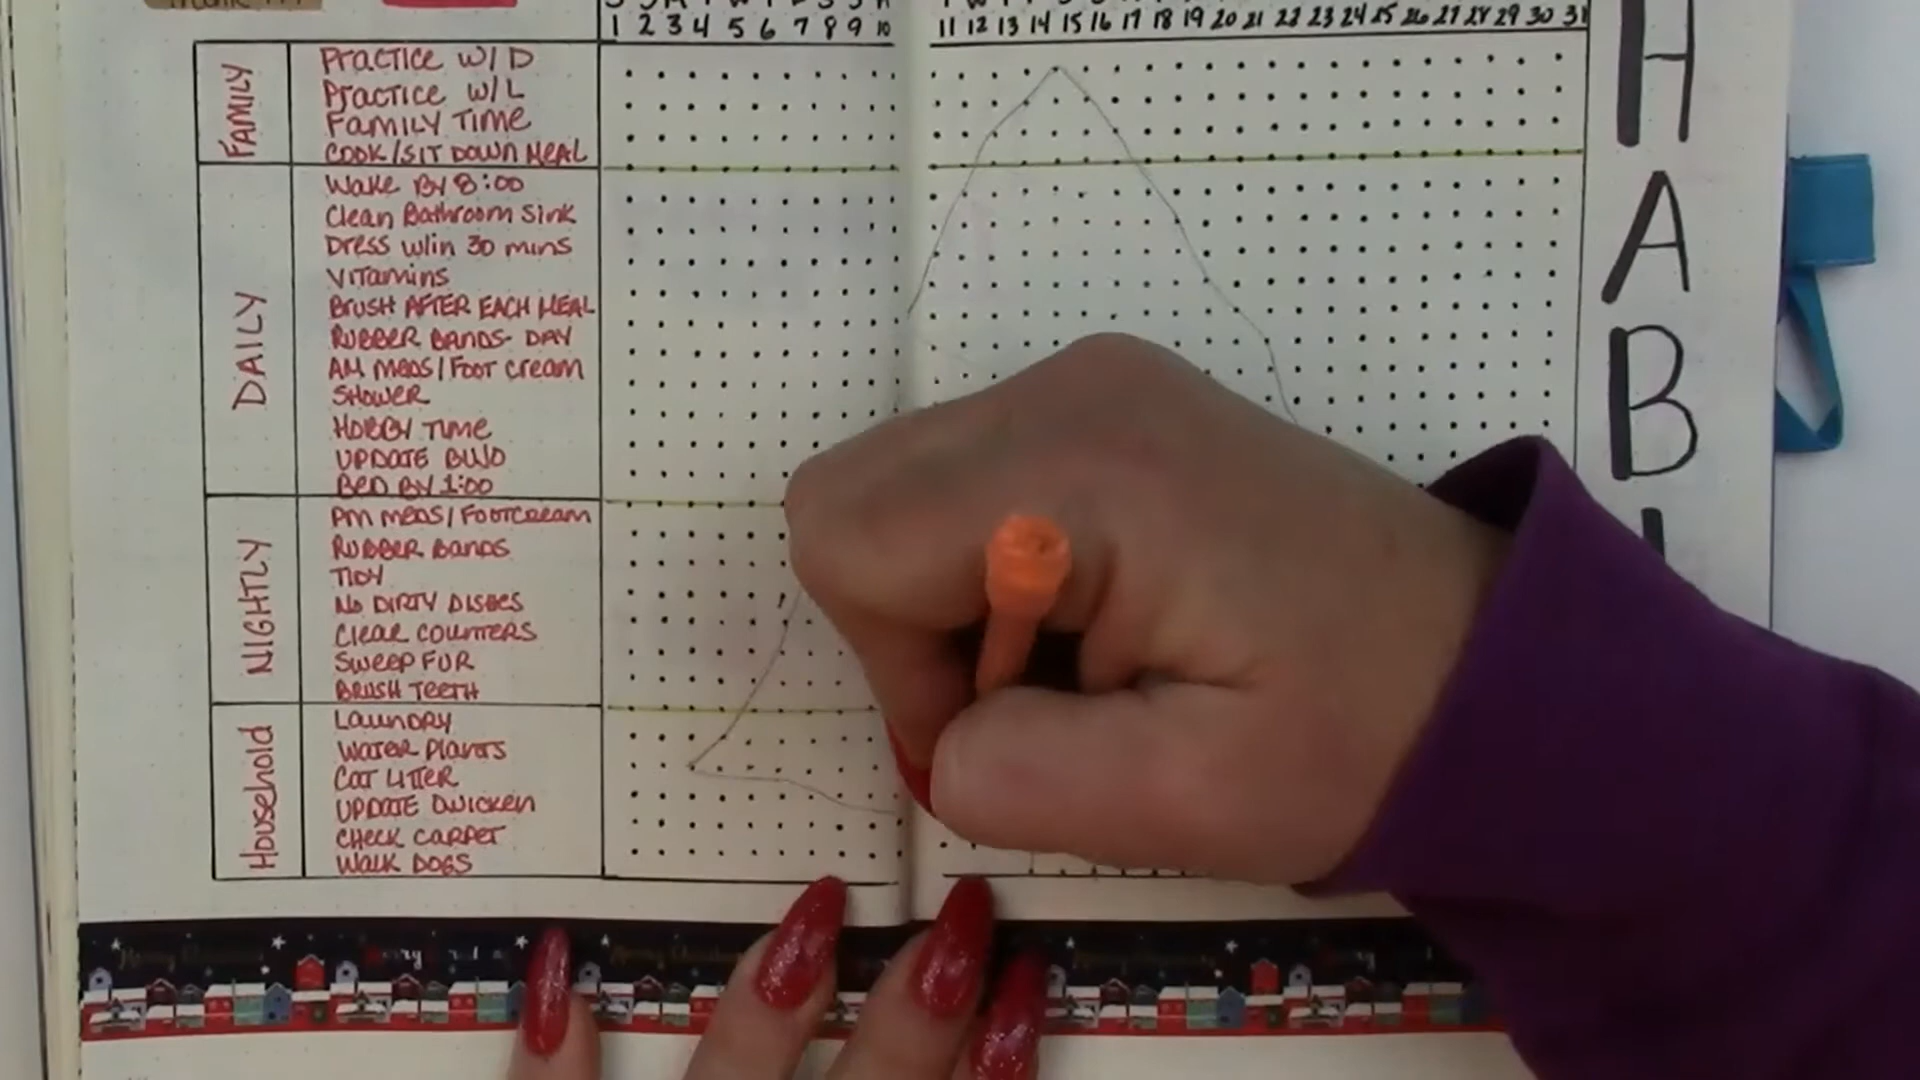 1 2 3 4 5 6 7 8 9 10 11 12 13 14 15 16 17 18 19 20 21 22 23 24 25 26 27 28 29 30 31
FAMILY
Practice w/ D
Practice w/L
FAMILY TIME
COOK/SIT DOWN MEAL
DAILY
Wake By 8:00
Clean Bathroom Sink
Dress w/in 30 mins
Vitamins
BRUSH AFTER EACH MEAL
RUBBER BANDS- DAY
AM MEDS/FOOT cream
SHOWER
HOBBY TIME
UPDATE BUJO
BED BY 1:00
NIGHTLY
PM MEDS/FOOTCREAM
RUBBER BANDS
TIDY
NO DIRTY DISHES
CLEAR COUNTERS
SWEEP FUR
BRUSH TEETH
Household
LAUNDRY
WATER PLANTS
CAT LITTER
UPDATE QUICKEN
CHECK CARPET
WALK DOGS
H
A
B